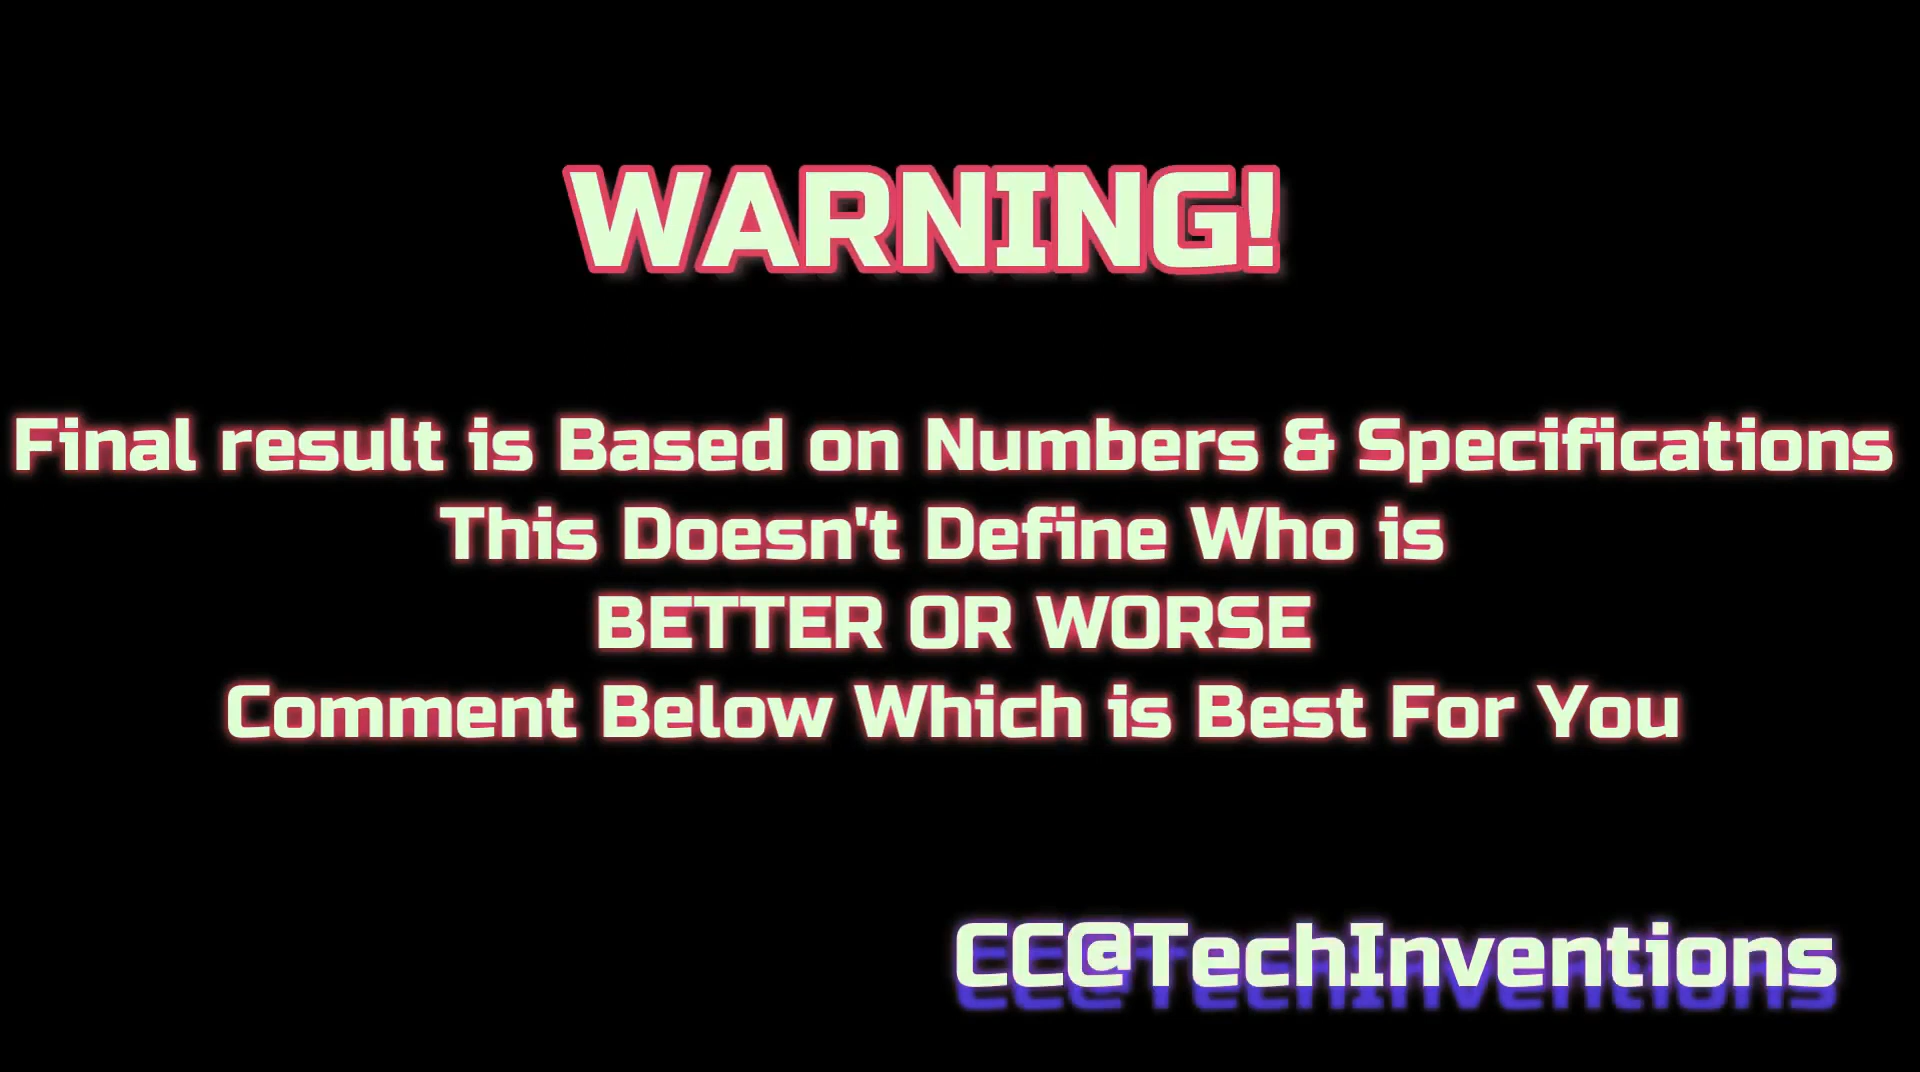 WARNING!
Final result is Based on Numbers & Specifications
This Doesn't Define Who is
BETTER OR WORSE
Comment Below Which is Best For You
CC@TechInventions